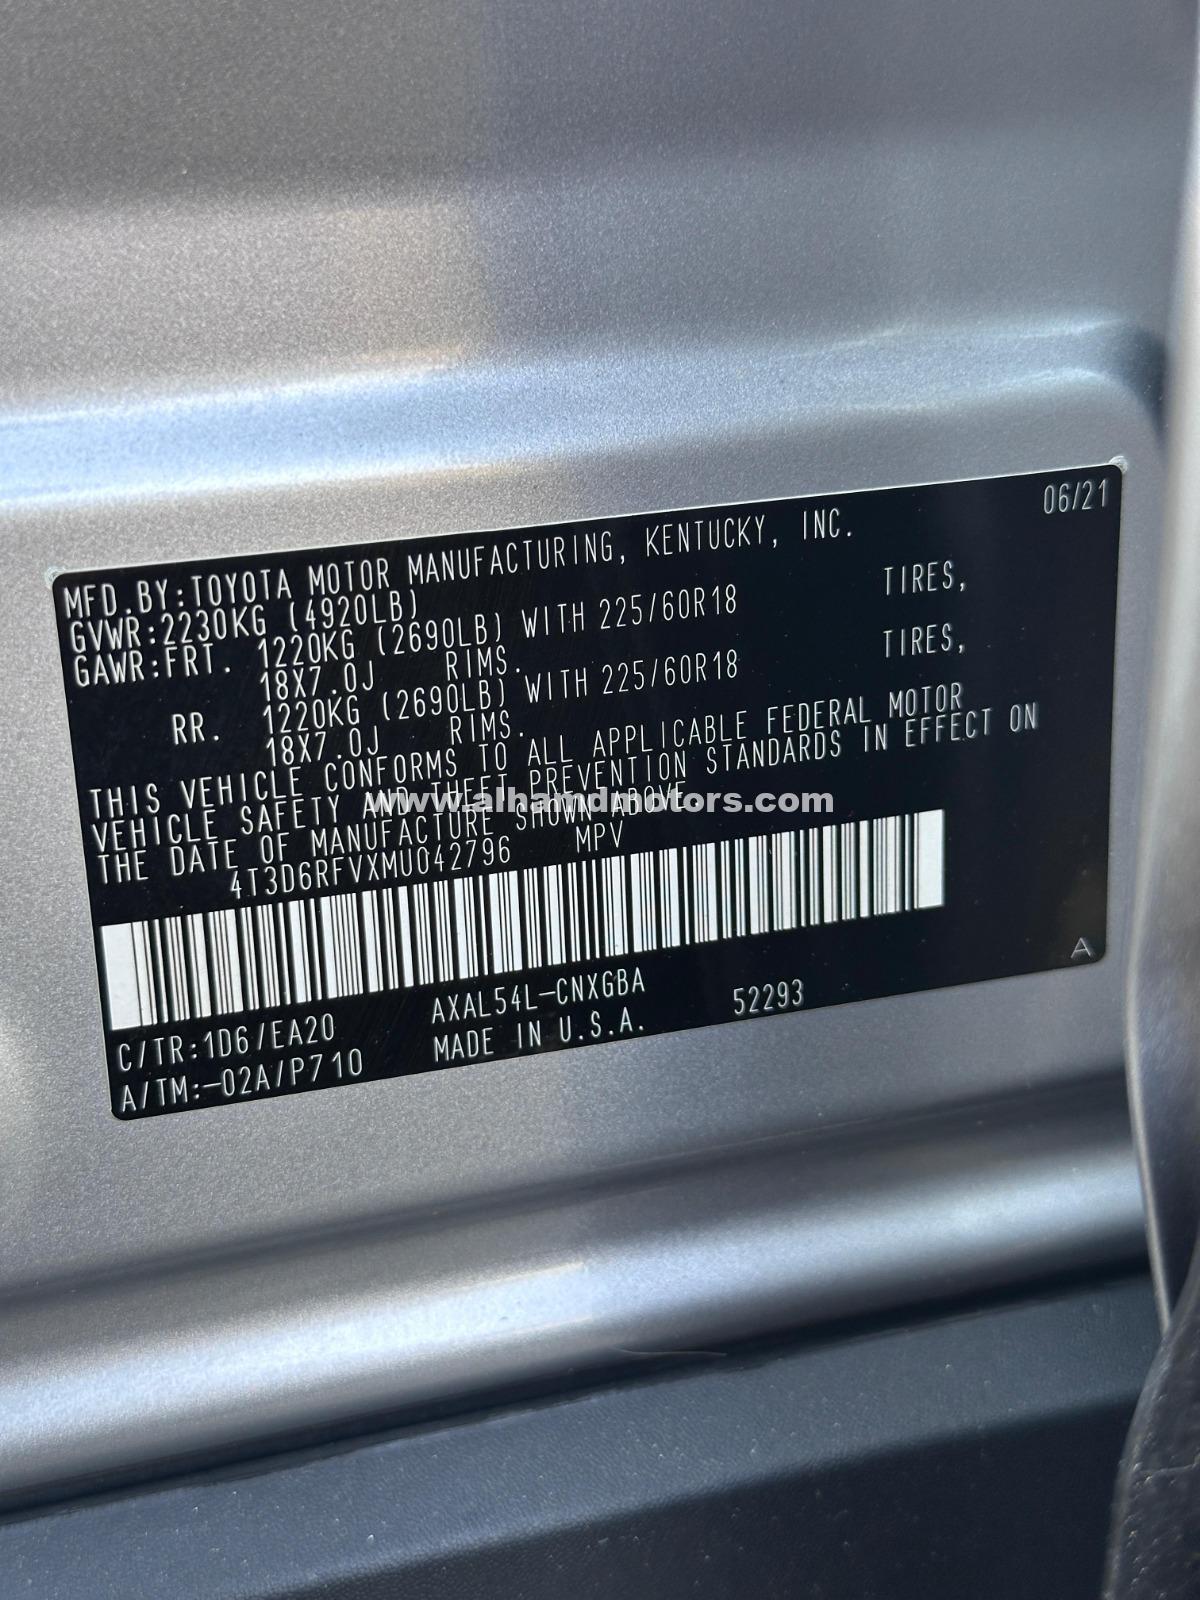 06/21
MFD.BY:TOYOTA MOTOR MANUFACTURING, KENTUCKY, INC.
GVWR:2230KG (4920LB)
GAWR:FRT. 1220KG (2690LB) WITH 225/60R18 TIRES,
18X7.0J RIMS.
RR. 1220KG (2690LB) WITH 225/60R18 TIRES,
18X7.0J RIMS.
THIS VEHICLE CONFORMS TO ALL APPLICABLE FEDERAL MOTOR
VEHICLE SAFETY AND THEFT PREVENTION STANDARDS IN EFFECT ON
THE DATE OF MANUFACTURE SHOWN ABOVE.
www.alhamdmotors.com
4T3D6RFVXMU042796 MPV
A
C/TR:1D6/EA20 AXAL54L-CNXGBA 52293
A/TM:-02A/P710 MADE IN U.S.A.